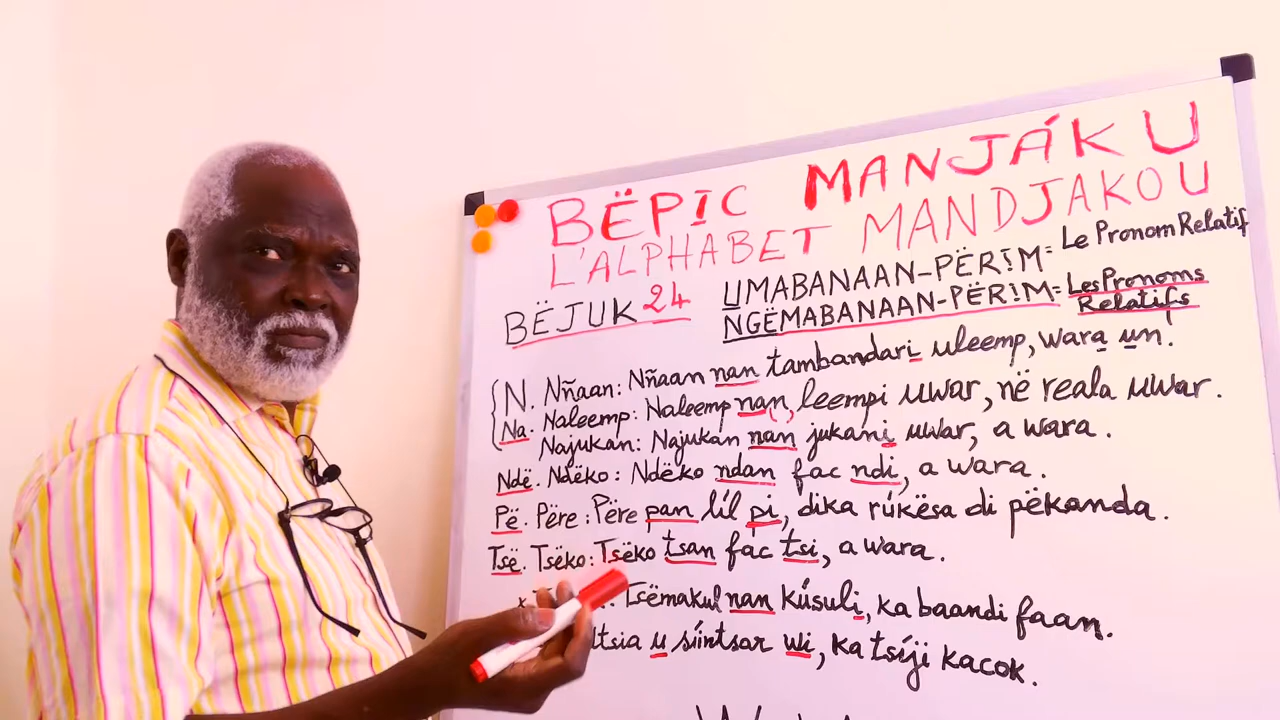 BËPIC MANJÁKU
L'ALPHABET MANDJAKOU
BËJUK 24
UMABANAAN-PËRIM = Le Pronom Relatif
NGËMABANAAN-PËRIM = Les Pronoms Relatifs
N. Nñaan: Nñaan nan tambandari uleemp, wara un!
Na. Naleemp: Naleemp nan, leempi uwar, në reala uwar.
Najukan: Najukan nan jukani uwar, a wara.
Ndë. Ndëko: Ndëko ndan fac ndi, a wara.
Pë. Përe: Përe pan líl pi, dika rúkësa di pëkanda.
Tsë. Tsëko: Tsëko tsan fac tsi, a wara.
Tsëmakul nan kúsuli, ka baandi faan.
u síintsar wi, ka tsíji kacok.